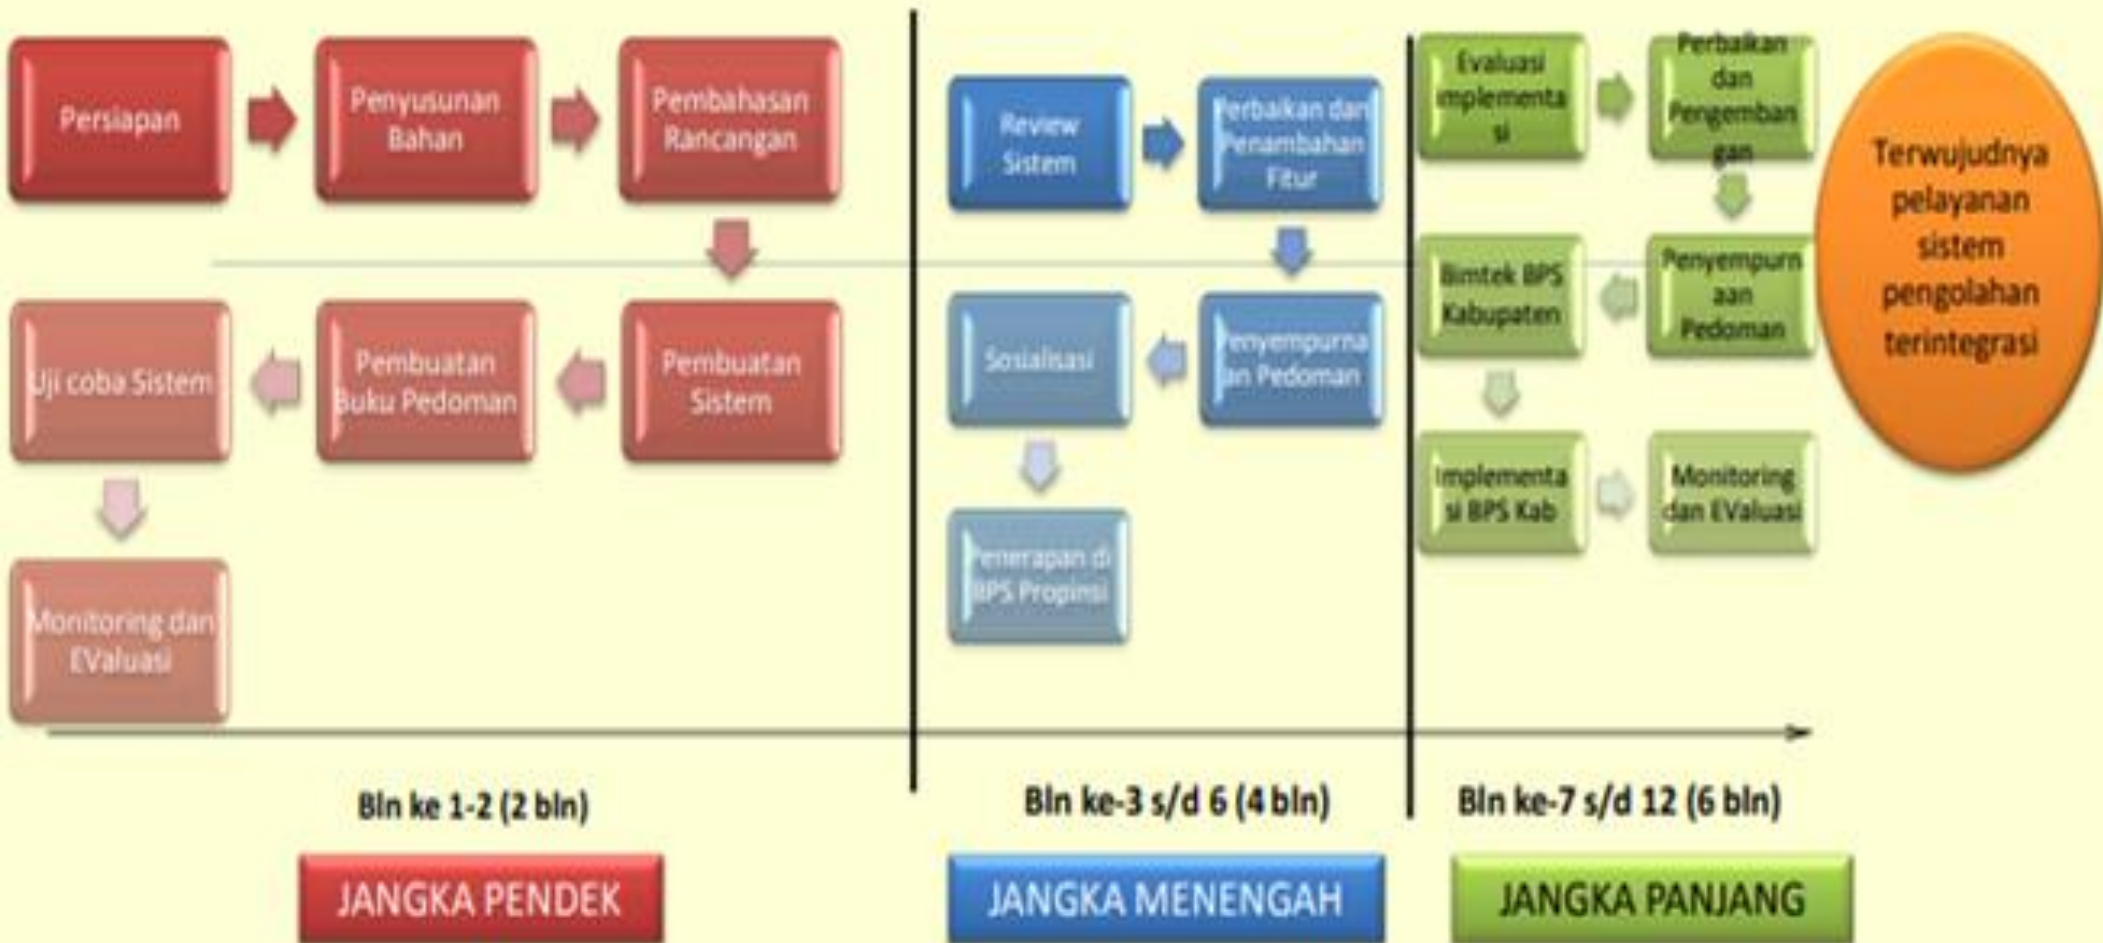 Persiapan
Penyusunan
Bahan
Pembahasan
Rancangan
Pembuatan
Sistem
Pembuatan
Buku Pedoman
Uji coba Sistem
Monitoring dan
EValuasi
Bln ke 1-2 (2 bln)
JANGKA PENDEK
Review
Sistem
Perbaikan dan
Penambahan
Fitur
Penyempurna
an Pedoman
Sosialisasi
Penerapan di
BPS Propinsi
Bln ke-3 s/d 6 (4 bln)
JANGKA MENENGAH
Evaluasi
implementa
si
Perbaikan
dan
Pengemban
gan
Penyempurn
aan
Pedoman
Bimtek BPS
Kabupaten
Implementa
si BPS Kab
Monitoring
dan EValuasi
Bln ke-7 s/d 12 (6 bln)
JANGKA PANJANG
Terwujudnya
pelayanan
sistem
pengolahan
terintegrasi